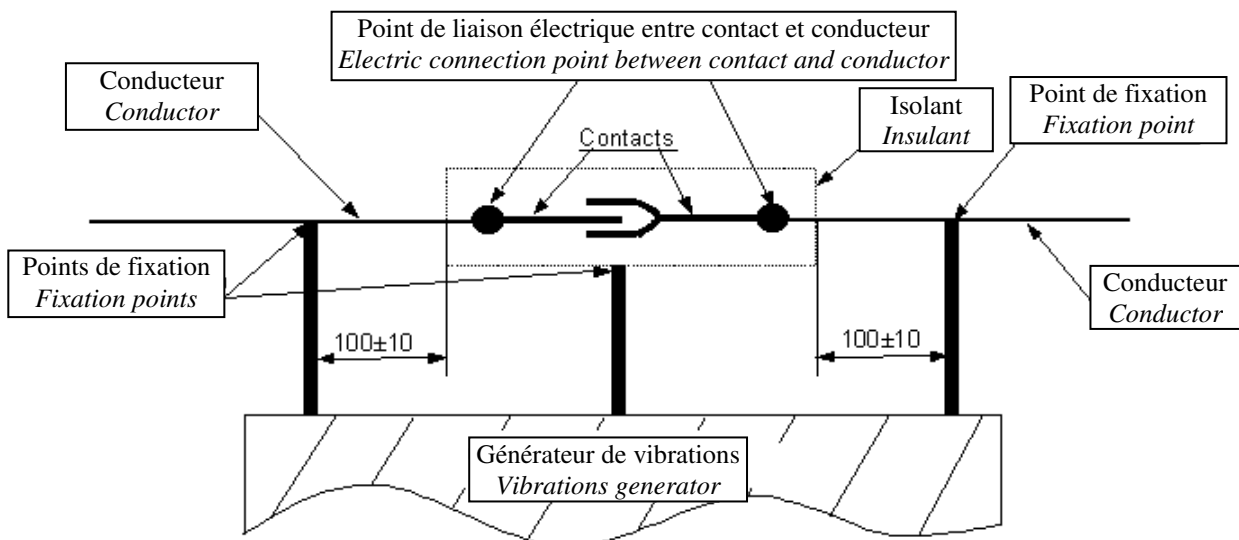 Point de liaison électrique entre contact et conducteur
Electric connection point between contact and conductor
Conducteur
Conductor
Isolant
Insulant
Point de fixation
Fixation point
Contacts
Points de fixation
Fixation points
Conducteur
Conductor
100±10
100±10
Générateur de vibrations
Vibrations generator